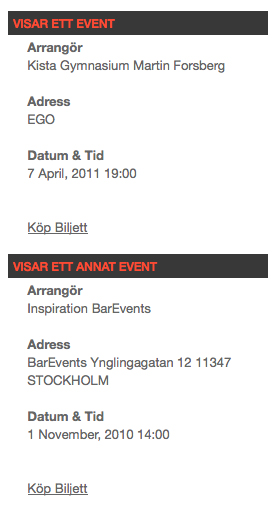 VISAR ETT EVENT
Arrangör
Kista Gymnasium Martin Forsberg
Adress
EGO
Datum & Tid
7 April, 2011 19:00
Köp Biljett
VISAR ETT ANNAT EVENT
Arrangör
Inspiration BarEvents
Adress
BarEvents Ynglingagatan 12 11347
STOCKHOLM
Datum & Tid
1 November, 2010 14:00
Köp Biljett